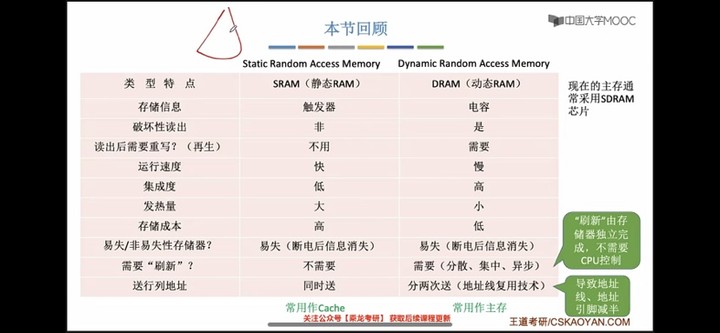 本节回顾
中国大学MOOC
Static Random Access Memory Dynamic Random Access Memory
类 型 特 点 SRAM（静态RAM） DRAM（动态RAM）
存储信息 触发器 电容
破坏性读出 非 是
读出后需要重写？（再生） 不用 需要
运行速度 快 慢
集成度 低 高
发热量 大 小
存储成本 高 低
易失/非易失性存储器？ 易失（断电后信息消失） 易失（断电后信息消失）
需要“刷新”？ 不需要 需要（分散、集中、异步）
送行列地址 同时送 分两次送（地址线复用技术）
常用作Cache 常用作主存
现在的主存通
常采用SDRAM
芯片
“刷新”由存
储器独立完
成，不需要
CPU控制
导致地址
线、地址
引脚减半
关注公众号【乘龙考研】 获取后续课程更新
王道考研/CSKAOYAN.COM